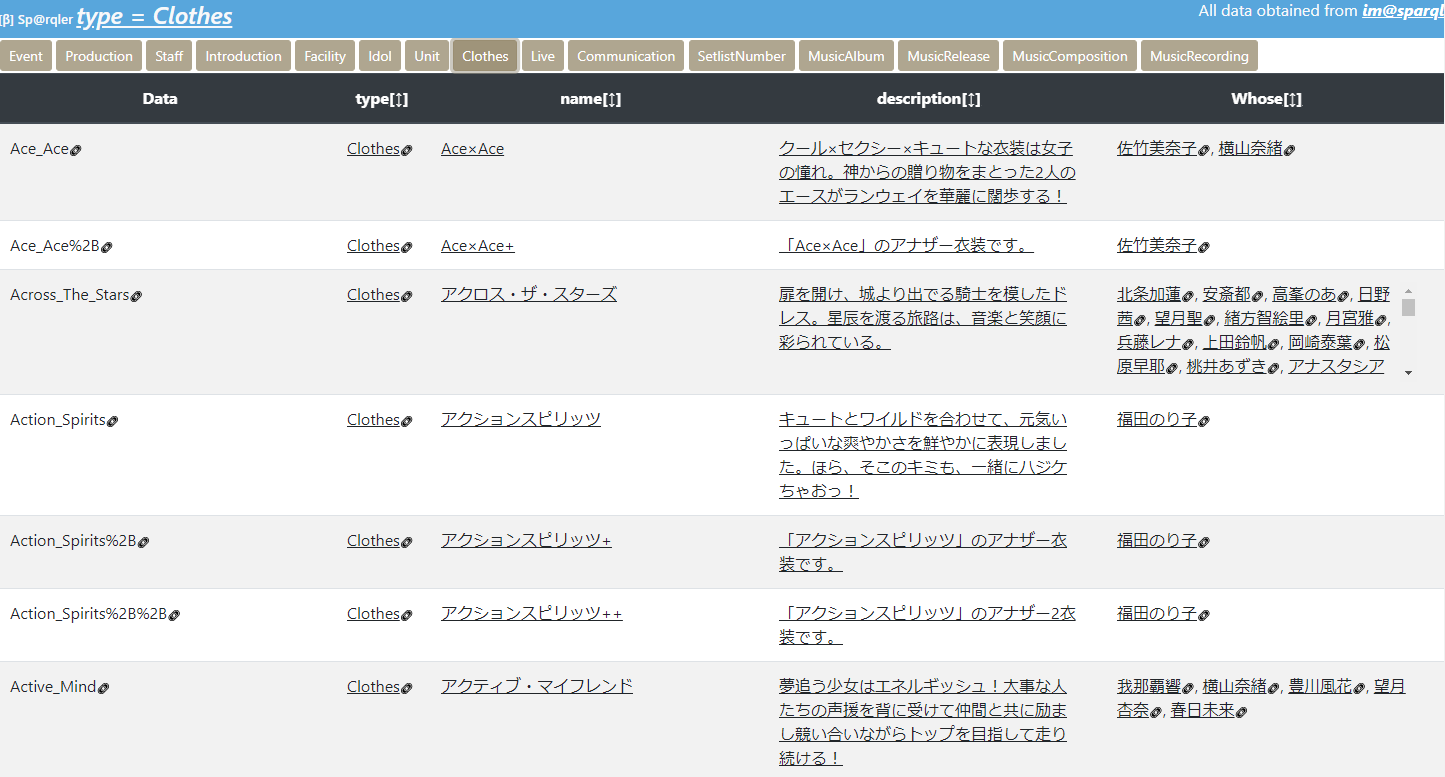 [β] Sp@rqler type = Clothes
All data obtained from im@sparql
Event Production Staff Introduction Facility Idol Unit Clothes Live Communication SetlistNumber MusicAlbum MusicRelease MusicComposition MusicRecording
Data type[↕] name[↕] description[↕] Whose[↕]
Ace_Ace Clothes Ace×Ace クール×セクシー×キュートな衣装は女子 佐竹美奈子, 横山奈緒
の憧れ。神からの贈り物をまとった2人の
エースがランウェイを華麗に闊歩する！
Ace_Ace%2B Clothes Ace×Ace+ 「Ace×Ace」のアナザー衣装です。 佐竹美奈子
Across_The_Stars Clothes アクロス・ザ・スターズ 扉を開け、城より出でる騎士を模したド 北条加蓮, 安斎都, 高峯のあ, 日野
レス。星辰を渡る旅路は、音楽と笑顔に 茜, 望月聖, 緒方智絵里, 月宮雅,
彩られている。 兵藤レナ, 上田鈴帆, 岡崎泰葉, 松
原早耶, 桃井あずき, アナスタシア
Action_Spirits Clothes アクションスピリッツ キュートとワイルドを合わせて、元気い 福田のり子
っぱいな爽やかさを鮮やかに表現しまし
た。ほら、そこのキミも、一緒にハジケ
ちゃおっ！
Action_Spirits%2B Clothes アクションスピリッツ+ 「アクションスピリッツ」のアナザー衣 福田のり子
装です。
Action_Spirits%2B%2B Clothes アクションスピリッツ++ 「アクションスピリッツ」のアナザー2衣 福田のり子
装です。
Active_Mind Clothes アクティブ・マイフレンド 夢追う少女はエネルギッシュ！大事な人 我那覇響, 横山奈緒, 豊川風花, 望月
たちの声援を背に受けて仲間と共に励ま 杏奈, 春日未来
し競い合いながらトップを目指して走り
続ける！